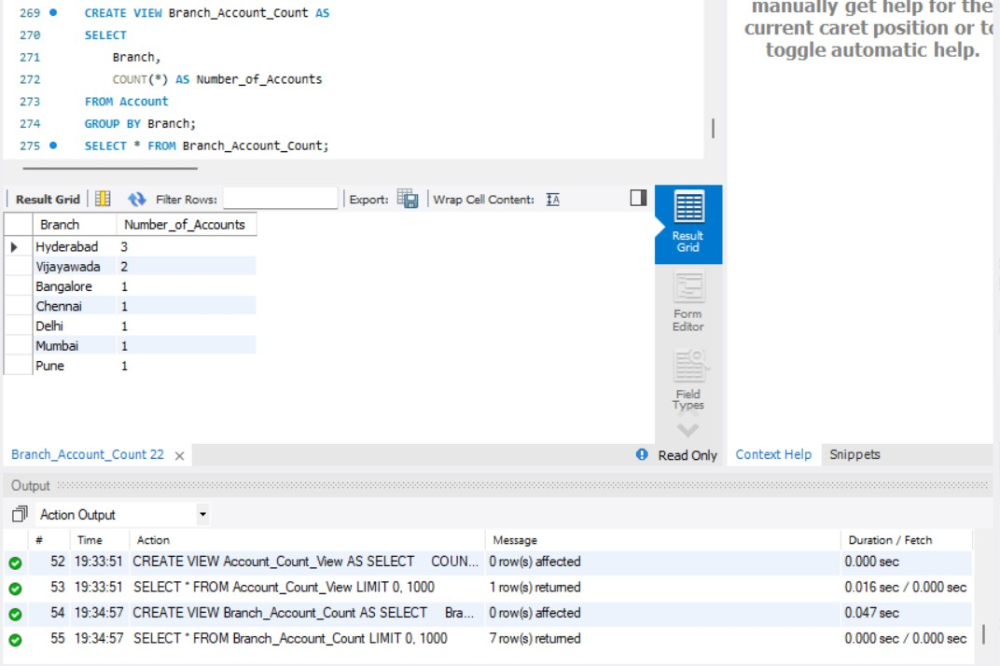 269 CREATE VIEW Branch_Account_Count AS
270 SELECT
271 Branch,
272 COUNT(*) AS Number_of_Accounts
273 FROM Account
274 GROUP BY Branch;
275 SELECT * FROM Branch_Account_Count;
manually get help for the
current caret position or to
toggle automatic help.
Result Grid Filter Rows: Export: Wrap Cell Content: IA
Branch Number_of_Accounts
Hyderabad 3
Vijayawada 2
Bangalore 1
Chennai 1
Delhi 1
Mumbai 1
Pune 1
Result
Grid
Form
Editor
Field
Types
Branch_Account_Count 22 Read Only Context Help Snippets
Output
Action Output
# Time Action Message Duration / Fetch
52 19:33:51 CREATE VIEW Account_Count_View AS SELECT COUN... 0 row(s) affected 0.000 sec
53 19:33:51 SELECT * FROM Account_Count_View LIMIT 0, 1000 1 row(s) returned 0.016 sec / 0.000 sec
54 19:34:57 CREATE VIEW Branch_Account_Count AS SELECT Bra... 0 row(s) affected 0.047 sec
55 19:34:57 SELECT * FROM Branch_Account_Count LIMIT 0, 1000 7 row(s) returned 0.000 sec / 0.000 sec